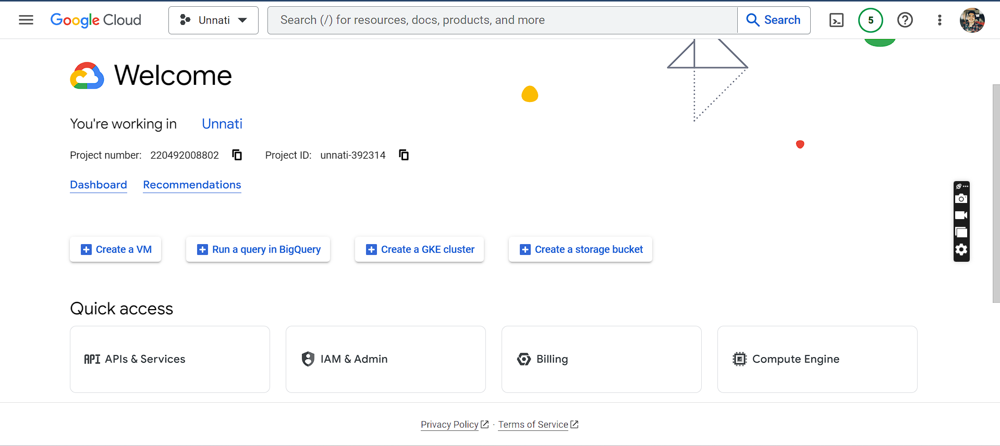 Google Cloud Unnati Search (/) for resources, docs, products, and more Search 5
Welcome
You're working in Unnati
Project number: 220492008802 Project ID: unnati-392314
Dashboard Recommendations
Create a VM Run a query in BigQuery Create a GKE cluster Create a storage bucket
Quick access
API APIs & Services IAM & Admin Billing Compute Engine
Privacy Policy · Terms of Service